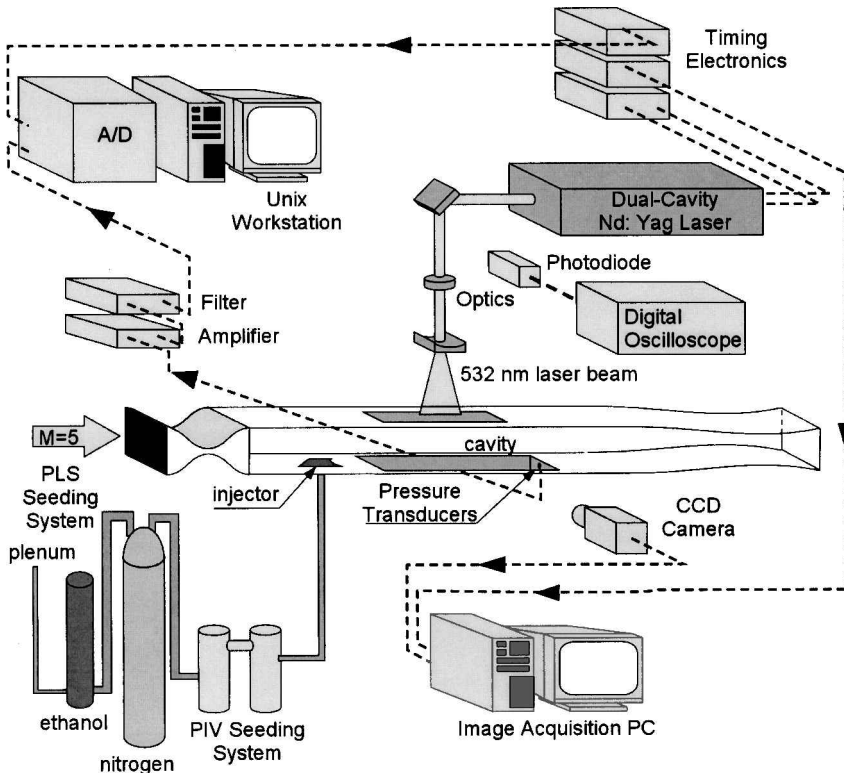 Timing
Electronics
A/D
Unix
Workstation
Dual-Cavity
Nd: Yag Laser
Photodiode
Optics
Digital
Oscilloscope
Filter
Amplifier
532 nm laser beam
M=5
cavity
PLS
Seeding
System
injector
Pressure
Transducers
CCD
Camera
plenum
ethanol
nitrogen
PIV Seeding
System
Image Acquisition PC